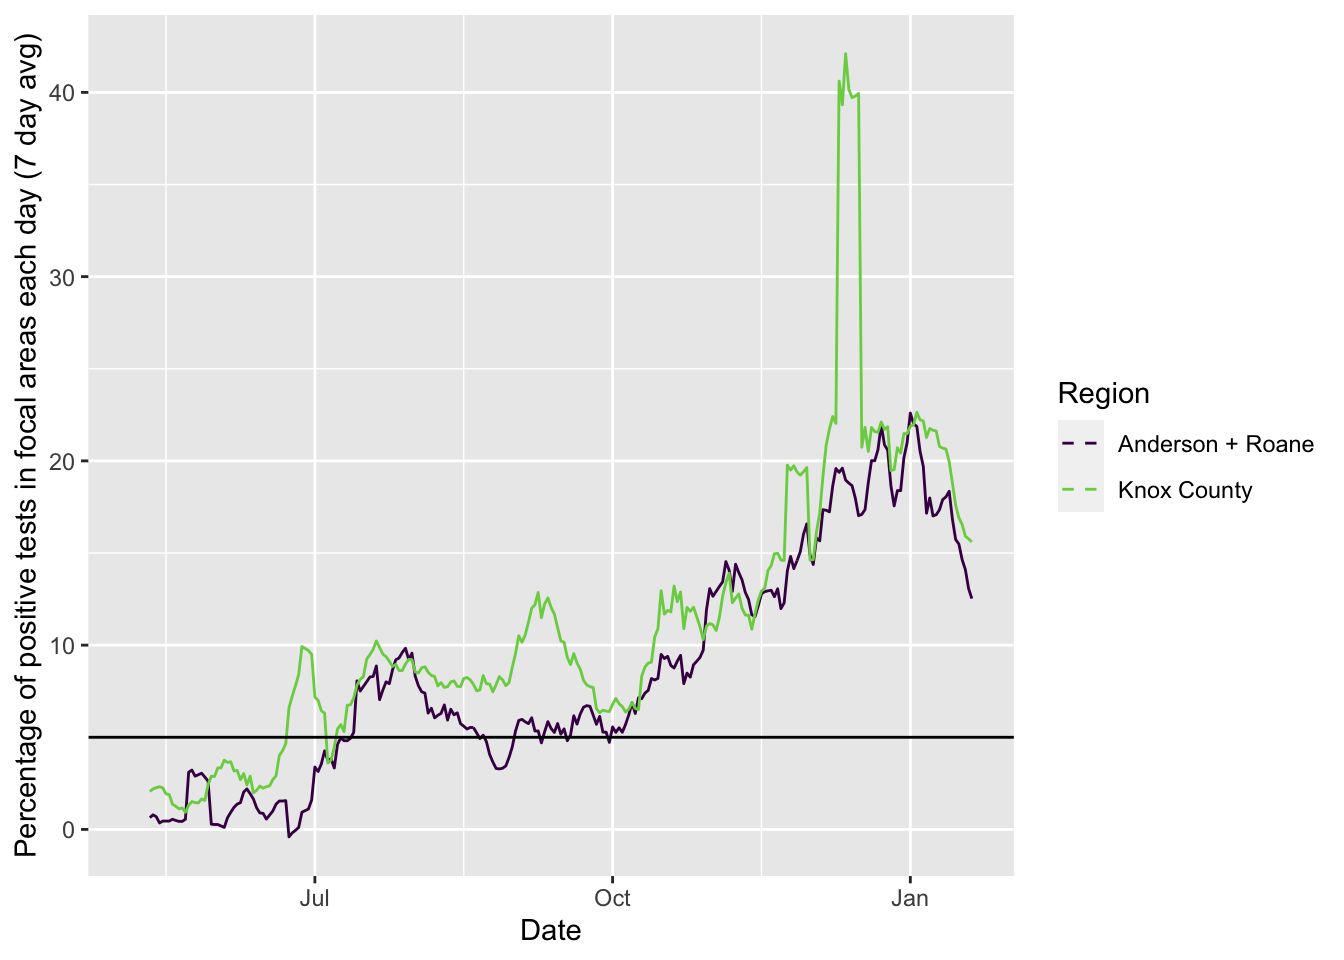 Percentage of positive tests in focal areas each day (7 day avg)
40
30
20
10
0
Jul
Oct
Jan
Date
Region
Anderson + Roane
Knox County